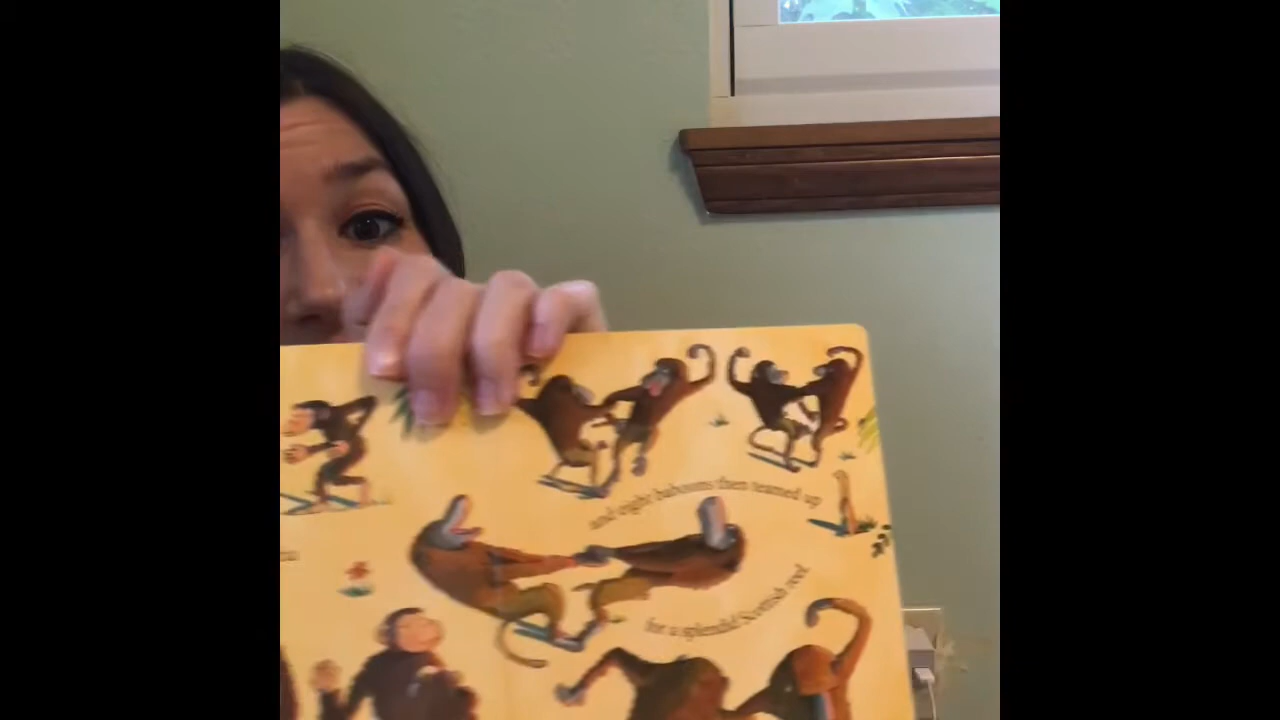 and eight baboons then teamed up
for a splendid Scottish reel